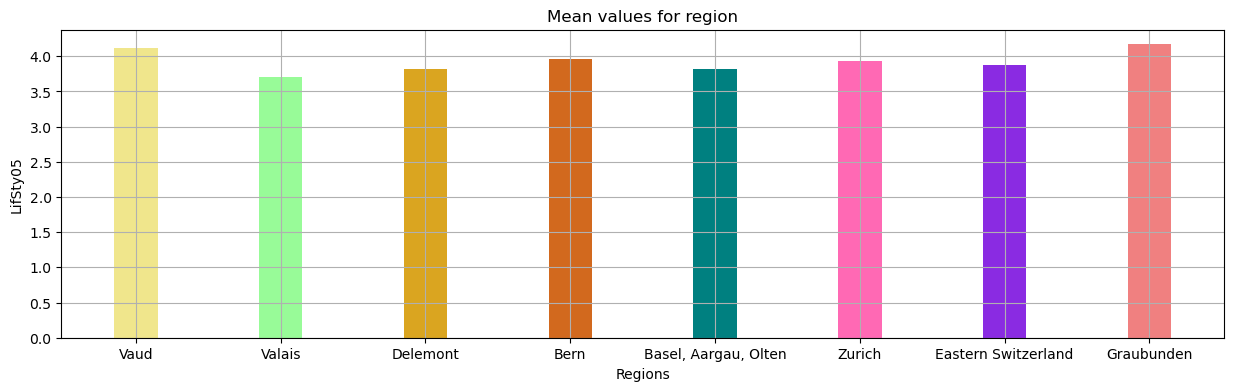 Mean values for region
LifSty05
4.0
3.5
3.0
2.5
2.0
1.5
1.0
0.5
0.0
Vaud Valais Delemont Bern Basel, Aargau, Olten Zurich Eastern Switzerland Graubunden
Regions